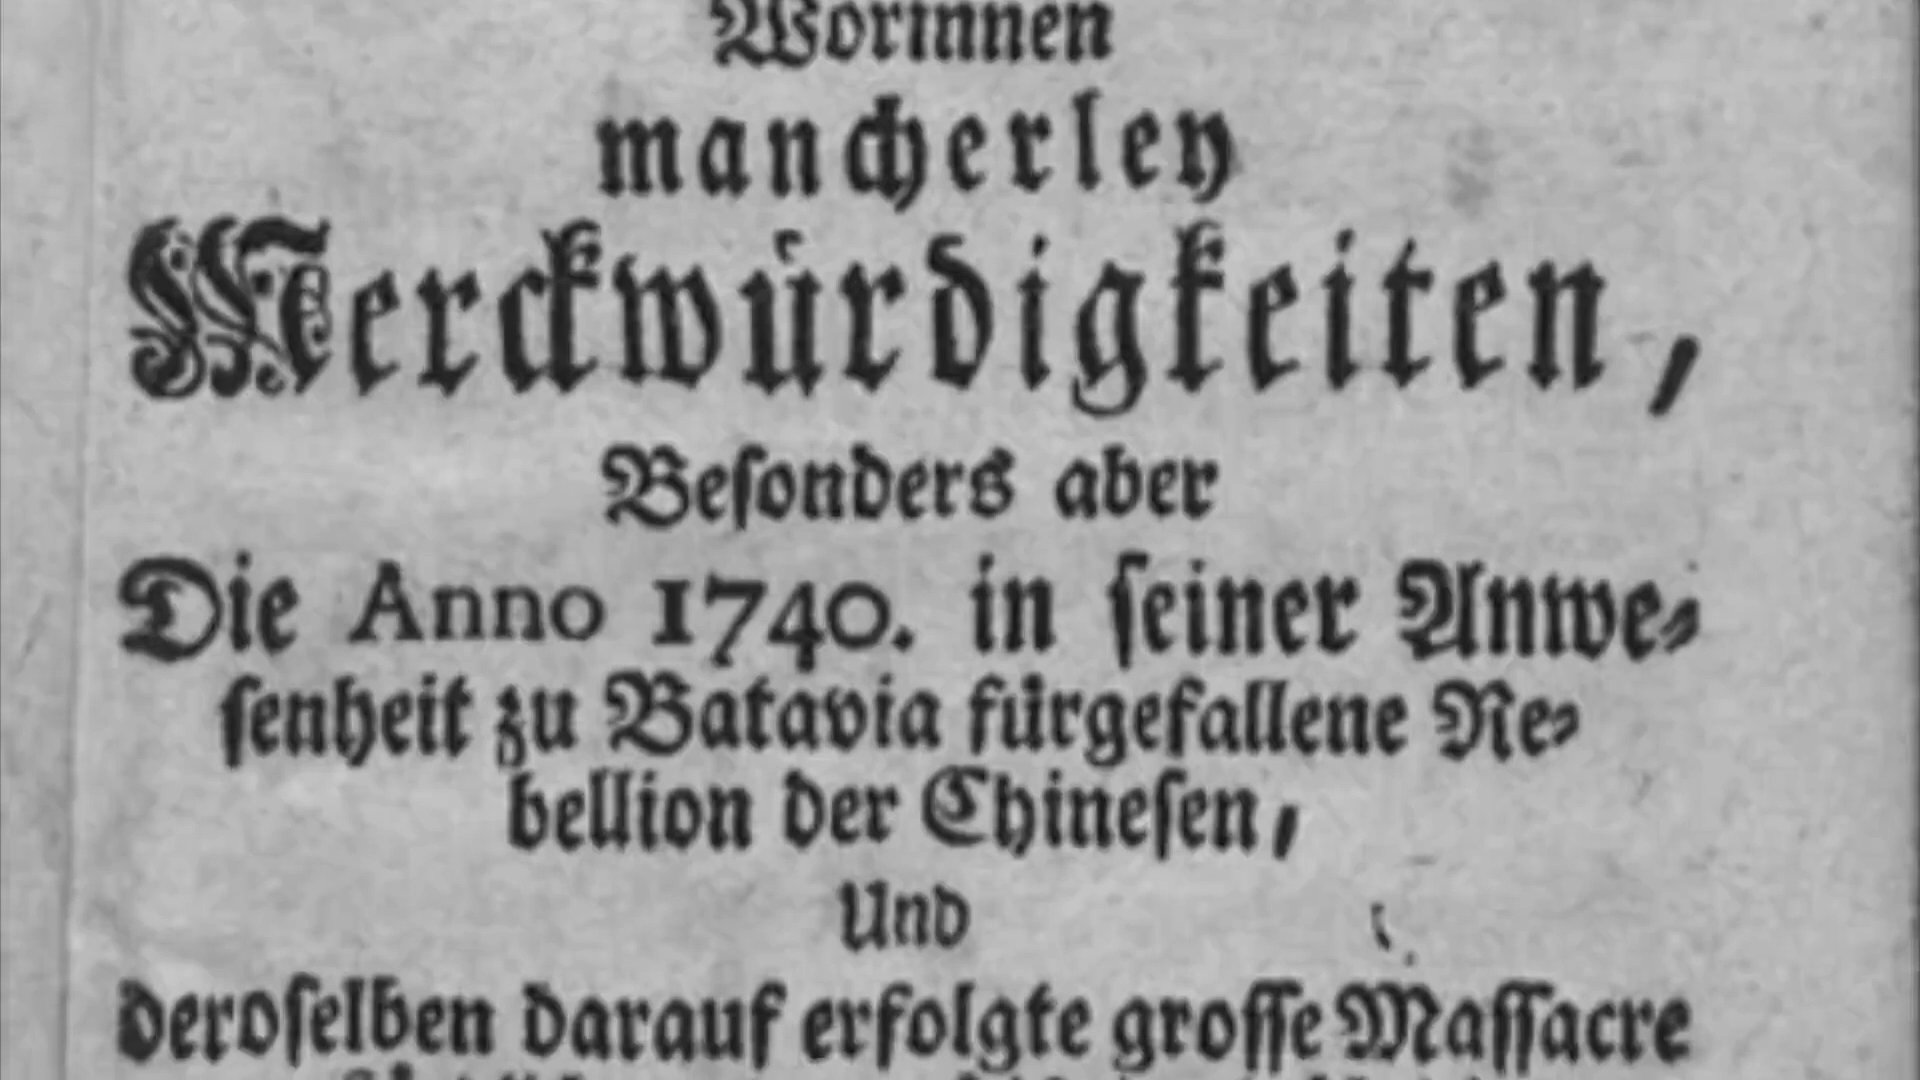 Worinnen
mancherley
Merckwürdigkeiten,
Besonders aber
Die Anno 1740. in seiner Anwe-
senheit zu Batavia fürgefallene Re-
bellion der Chinesen,
Und
deroselben darauf erfolgte grosse Massacre